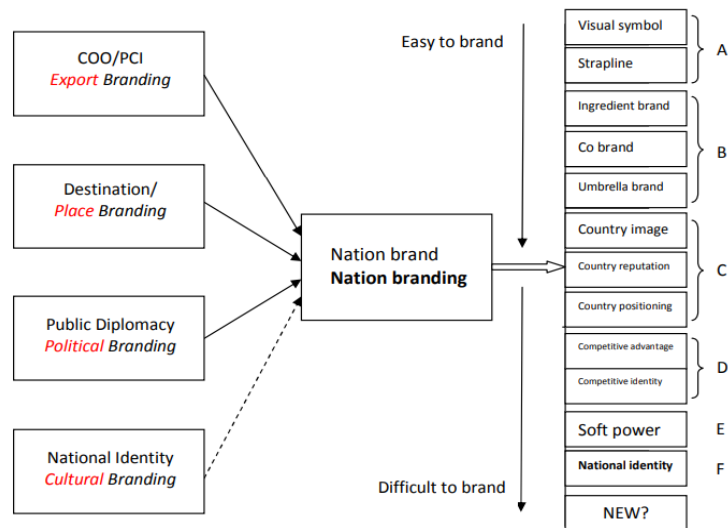 COO/PCI
Export Branding
Destination/
Place Branding
Public Diplomacy
Political Branding
National Identity
Cultural Branding
Nation brand
Nation branding
Easy to brand
Difficult to brand
Visual symbol
Strapline
A
Ingredient brand
Co brand
Umbrella brand
B
Country image
Country reputation
Country positioning
C
Competitive advantage
Competitive identity
D
Soft power
E
National identity
F
NEW?